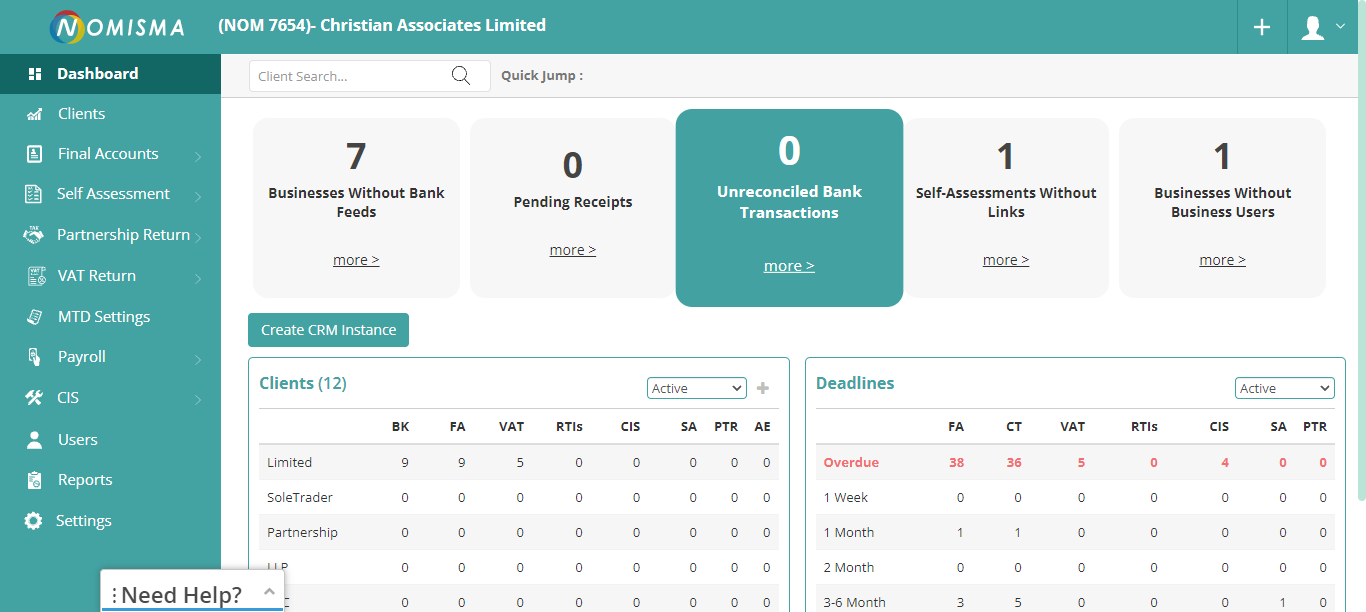 NOMISMA
(NOM 7654)- Christian Associates Limited
Dashboard
Clients
Final Accounts
Self Assessment
Partnership Return
VAT Return
MTD Settings
Payroll
CIS
Users
Reports
Settings
Client Search...
Quick Jump :
7
Businesses Without Bank
Feeds
more >
0
Pending Receipts
more >
0
Unreconciled Bank
Transactions
more >
1
Self-Assessments Without
Links
more >
1
Businesses Without
Business Users
more >
Create CRM Instance
Clients (12)
Active
BK FA VAT RTIs CIS SA PTR AE
Limited 9 9 5 0 0 0 0 0
SoleTrader 0 0 0 0 0 0 0 0
Partnership 0 0 0 0 0 0 0 0
LLP 0 0 0 0 0 0 0 0
0 0 0 0 0 0 0 0
Deadlines
Active
FA CT VAT RTIs CIS SA PTR
Overdue 38 36 5 0 4 0 0
1 Week 0 0 0 0 0 0 0
1 Month 1 1 0 0 0 0 0
2 Month 0 0 0 0 0 0 0
3-6 Month 3 5 0 0 0 1 0
Need Help?